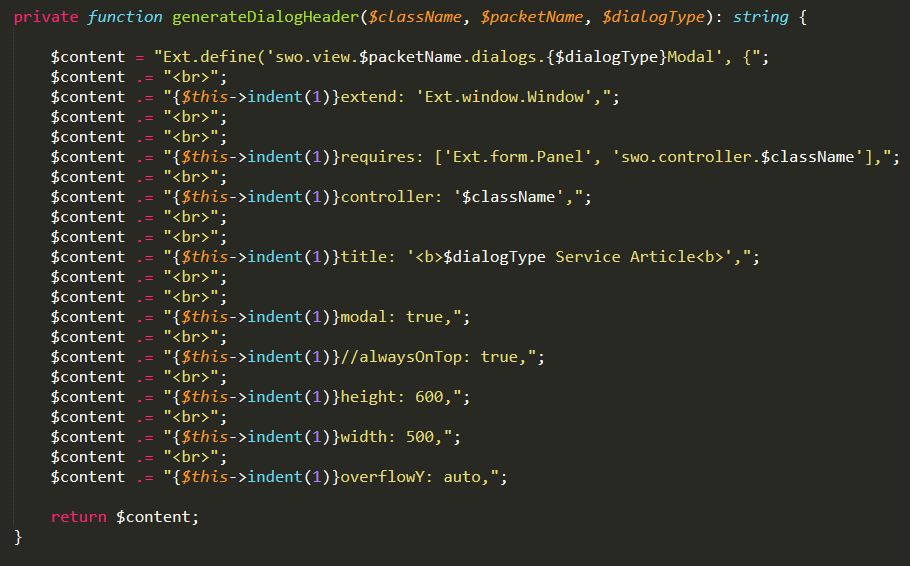 private function generateDialogHeader($className, $packetName, $dialogType): string {
$content = "Ext.define('swo.view.$packetName.dialogs.{$dialogType}Modal', {";
$content .= "<br>";
$content .= "{$this->indent(1)}extend: 'Ext.window.Window',";
$content .= "<br>";
$content .= "<br>";
$content .= "{$this->indent(1)}requires: ['Ext.form.Panel', 'swo.controller.$className'],";
$content .= "<br>";
$content .= "{$this->indent(1)}controller: '$className',";
$content .= "<br>";
$content .= "<br>";
$content .= "{$this->indent(1)}title: '<b>$dialogType Service Article<b>',";
$content .= "<br>";
$content .= "<br>";
$content .= "{$this->indent(1)}modal: true,";
$content .= "<br>";
$content .= "{$this->indent(1)}//alwaysOnTop: true,";
$content .= "<br>";
$content .= "{$this->indent(1)}height: 600,";
$content .= "<br>";
$content .= "{$this->indent(1)}width: 500,";
$content .= "<br>";
$content .= "{$this->indent(1)}overflowY: auto,";
return $content;
}